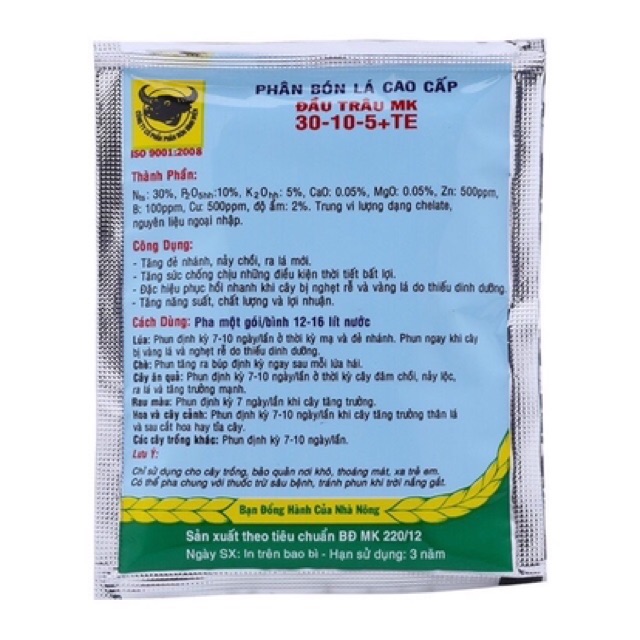 PHÂN BÓN LÁ CAO CẤP
ĐẦU TRÂU MK
30-10-5+TE
ISO 9001:2008
Thành Phần:
Nts: 30%, P2O5hh:10%, K2Ohh: 5%, CaO: 0.05%, MgO: 0.05%, Zn: 500ppm,
B: 100ppm, Cu: 500ppm, độ ẩm: 2%. Trung vi lượng dạng chelate,
nguyên liệu ngoại nhập.
Công Dụng:
- Tăng đẻ nhánh, nảy chồi, ra lá mới.
- Tăng sức chống chịu những điều kiện thời tiết bất lợi.
- Đặc hiệu phục hồi nhanh khi cây bị nghẹt rễ và vàng lá do thiếu dinh dưỡng.
- Tăng năng suất, chất lượng và lợi nhuận.
Cách Dùng: Pha một gói/bình 12-16 lít nước
Lúa: Phun định kỳ 7-10 ngày/lần ở thời kỳ mạ và đẻ nhánh. Phun ngay khi cây
bị vàng lá và nghẹt rễ do thiếu dinh dưỡng.
Chè: Phun tăng ra búp định kỳ ngay sau mỗi lứa hái.
Cây ăn quả: Phun định kỳ 7-10 ngày/lần ở thời kỳ cây đâm chồi, nảy lộc,
ra lá và tăng trưởng mạnh.
Rau màu: Phun định kỳ 7 ngày/lần khi cây tăng trưởng.
Hoa và cây cảnh: Phun định kỳ 7-10 ngày/lần khi cây tăng trưởng thân lá
và sau cắt hoa hay tỉa cây.
Các cây trồng khác: Phun định kỳ 7-10 ngày/lần.
Lưu Ý:
Chỉ sử dụng cho cây trồng, bảo quản nơi khô, thoáng mát, xa trẻ em.
Có thể pha chung với thuốc trừ sâu bệnh, tránh phun khi trời nắng gắt.
Bạn Đồng Hành Của Nhà Nông
Sản xuất theo tiêu chuẩn BĐ MK 220/12
Ngày SX: In trên bao bì - Hạn sử dụng: 3 năm